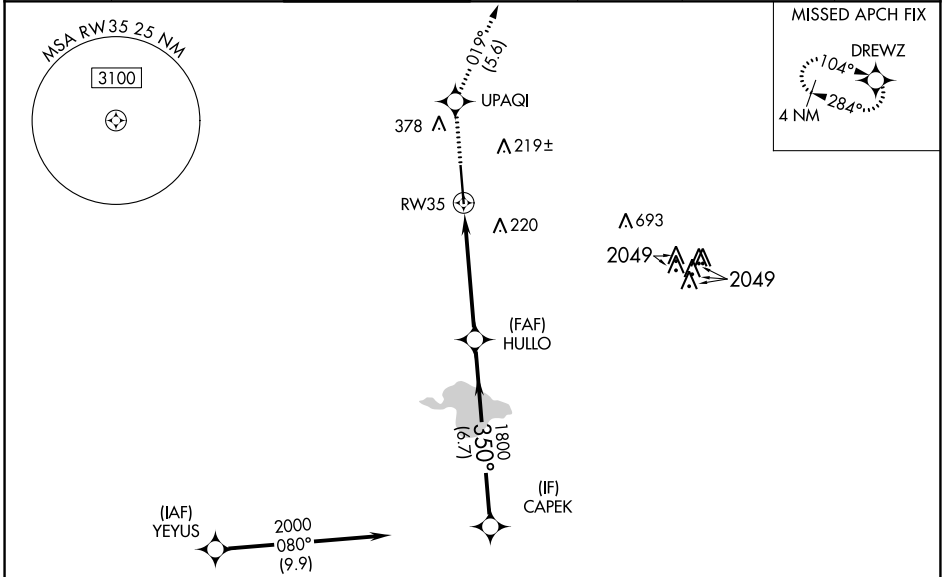 MSA RW35 25 NM
3100
MISSED APCH FIX
DREWZ
104°
284°
4 NM
019°
(5.6)
UPAQI
378
219±
RW35
220
693
2049
2049
(FAF)
HULLO
1800
350°
(6.7)
(IF)
CAPEK
(IAF)
YEYUS
2000
080°
(9.9)